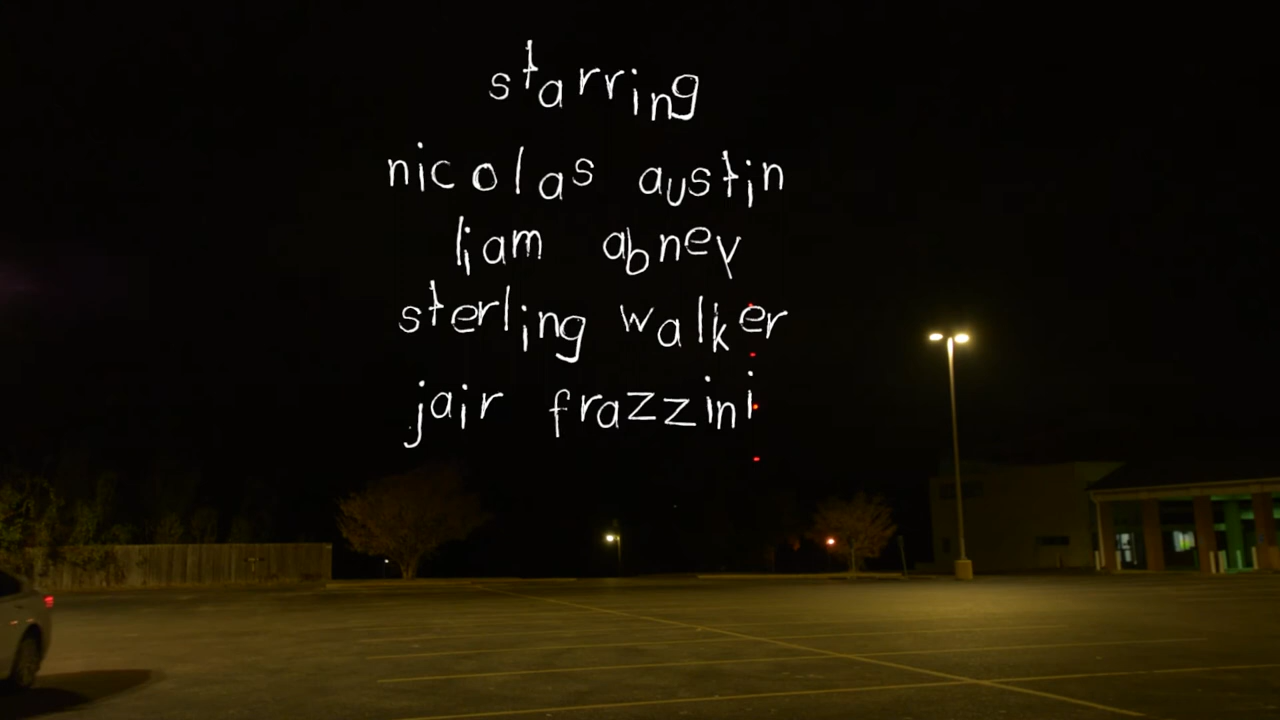 starring
nicolas austin
liam abney
sterling walker
jair frazzini